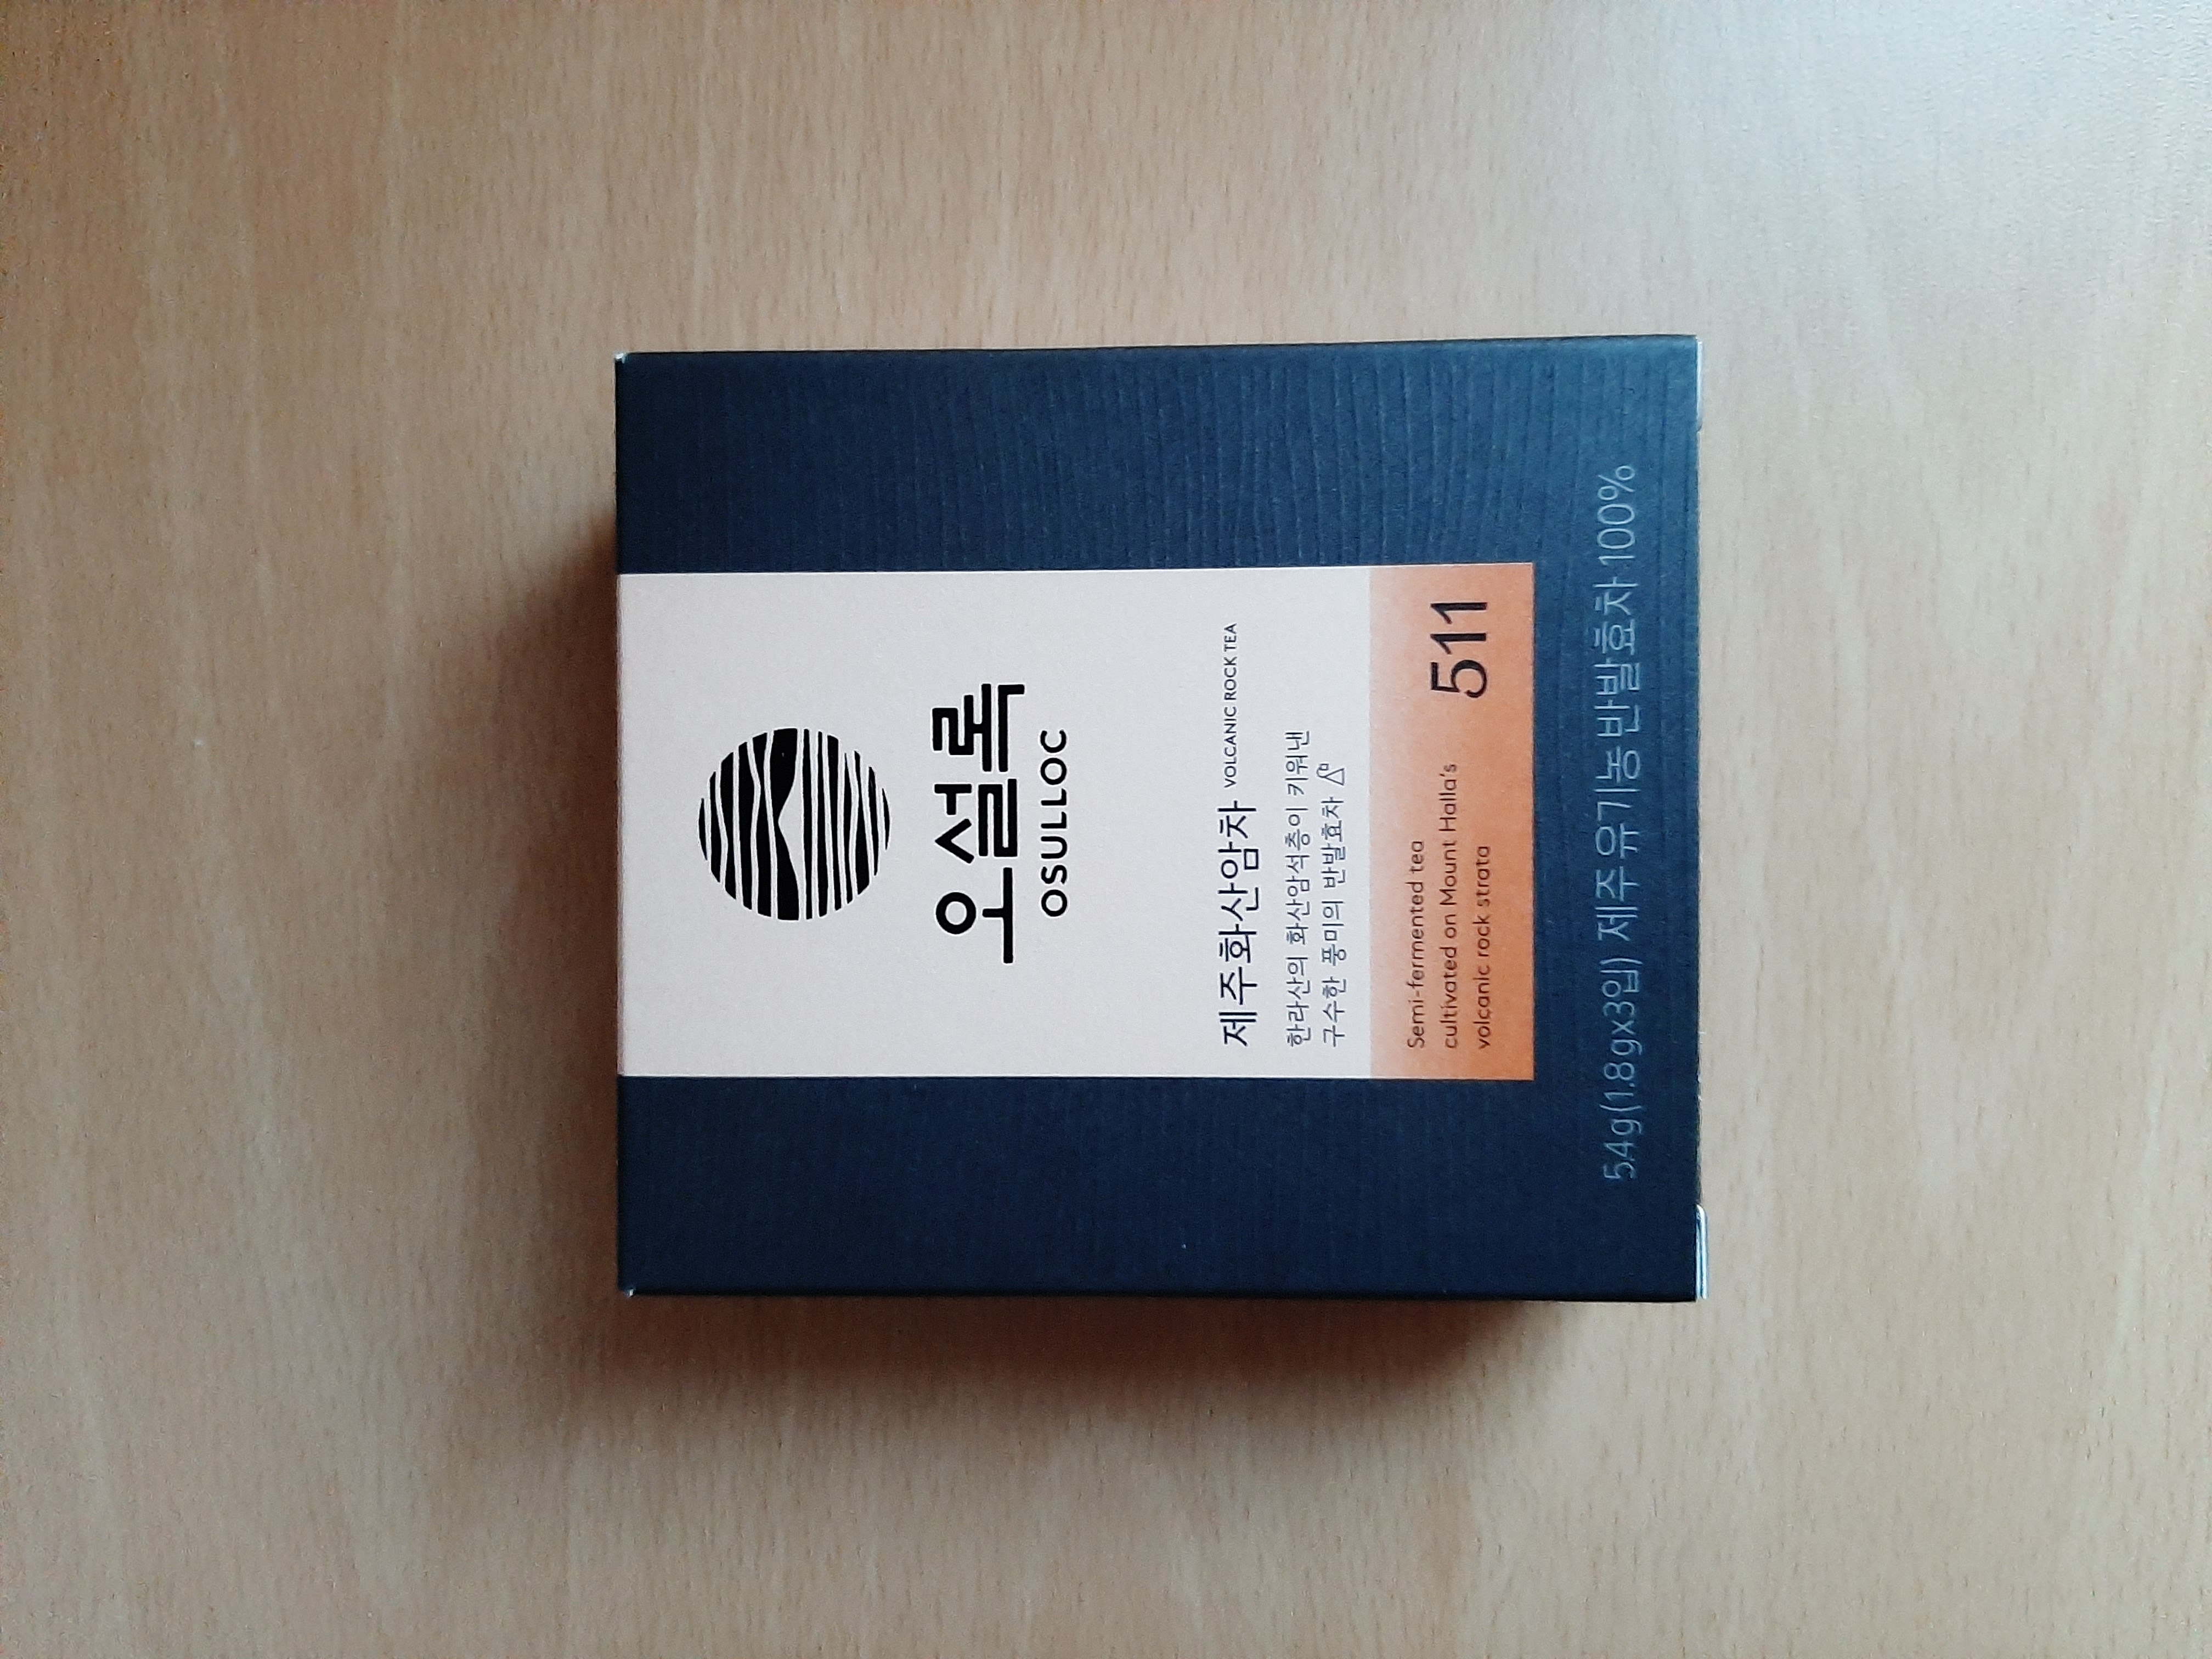 오설록
OSULLOC
제주화산암차 VOLCANIC ROCK TEA
한라산의 화산암석층이 키워낸
구수한 풍미의 반발효차
Semi-fermented tea
cultivated on Mount Halla's
volcanic rock strata
511
5.4g(1.8gx3입) 제주유기농반발효차 100%